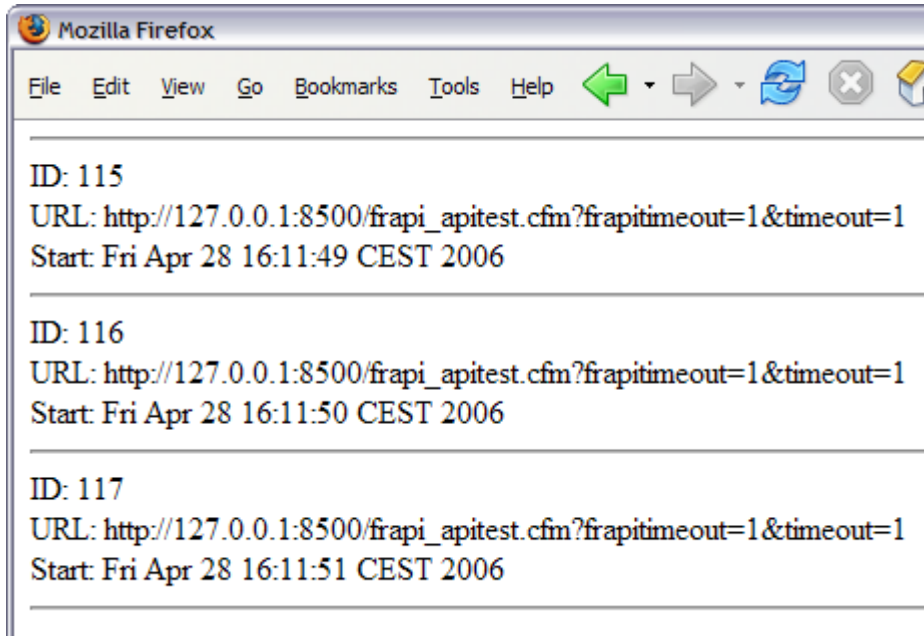 Mozilla Firefox
File Edit View Go Bookmarks Tools Help
ID: 115
URL: http://127.0.0.1:8500/frapi_apitest.cfm?frapitimeout=1&timeout=1
Start: Fri Apr 28 16:11:49 CEST 2006
ID: 116
URL: http://127.0.0.1:8500/frapi_apitest.cfm?frapitimeout=1&timeout=1
Start: Fri Apr 28 16:11:50 CEST 2006
ID: 117
URL: http://127.0.0.1:8500/frapi_apitest.cfm?frapitimeout=1&timeout=1
Start: Fri Apr 28 16:11:51 CEST 2006